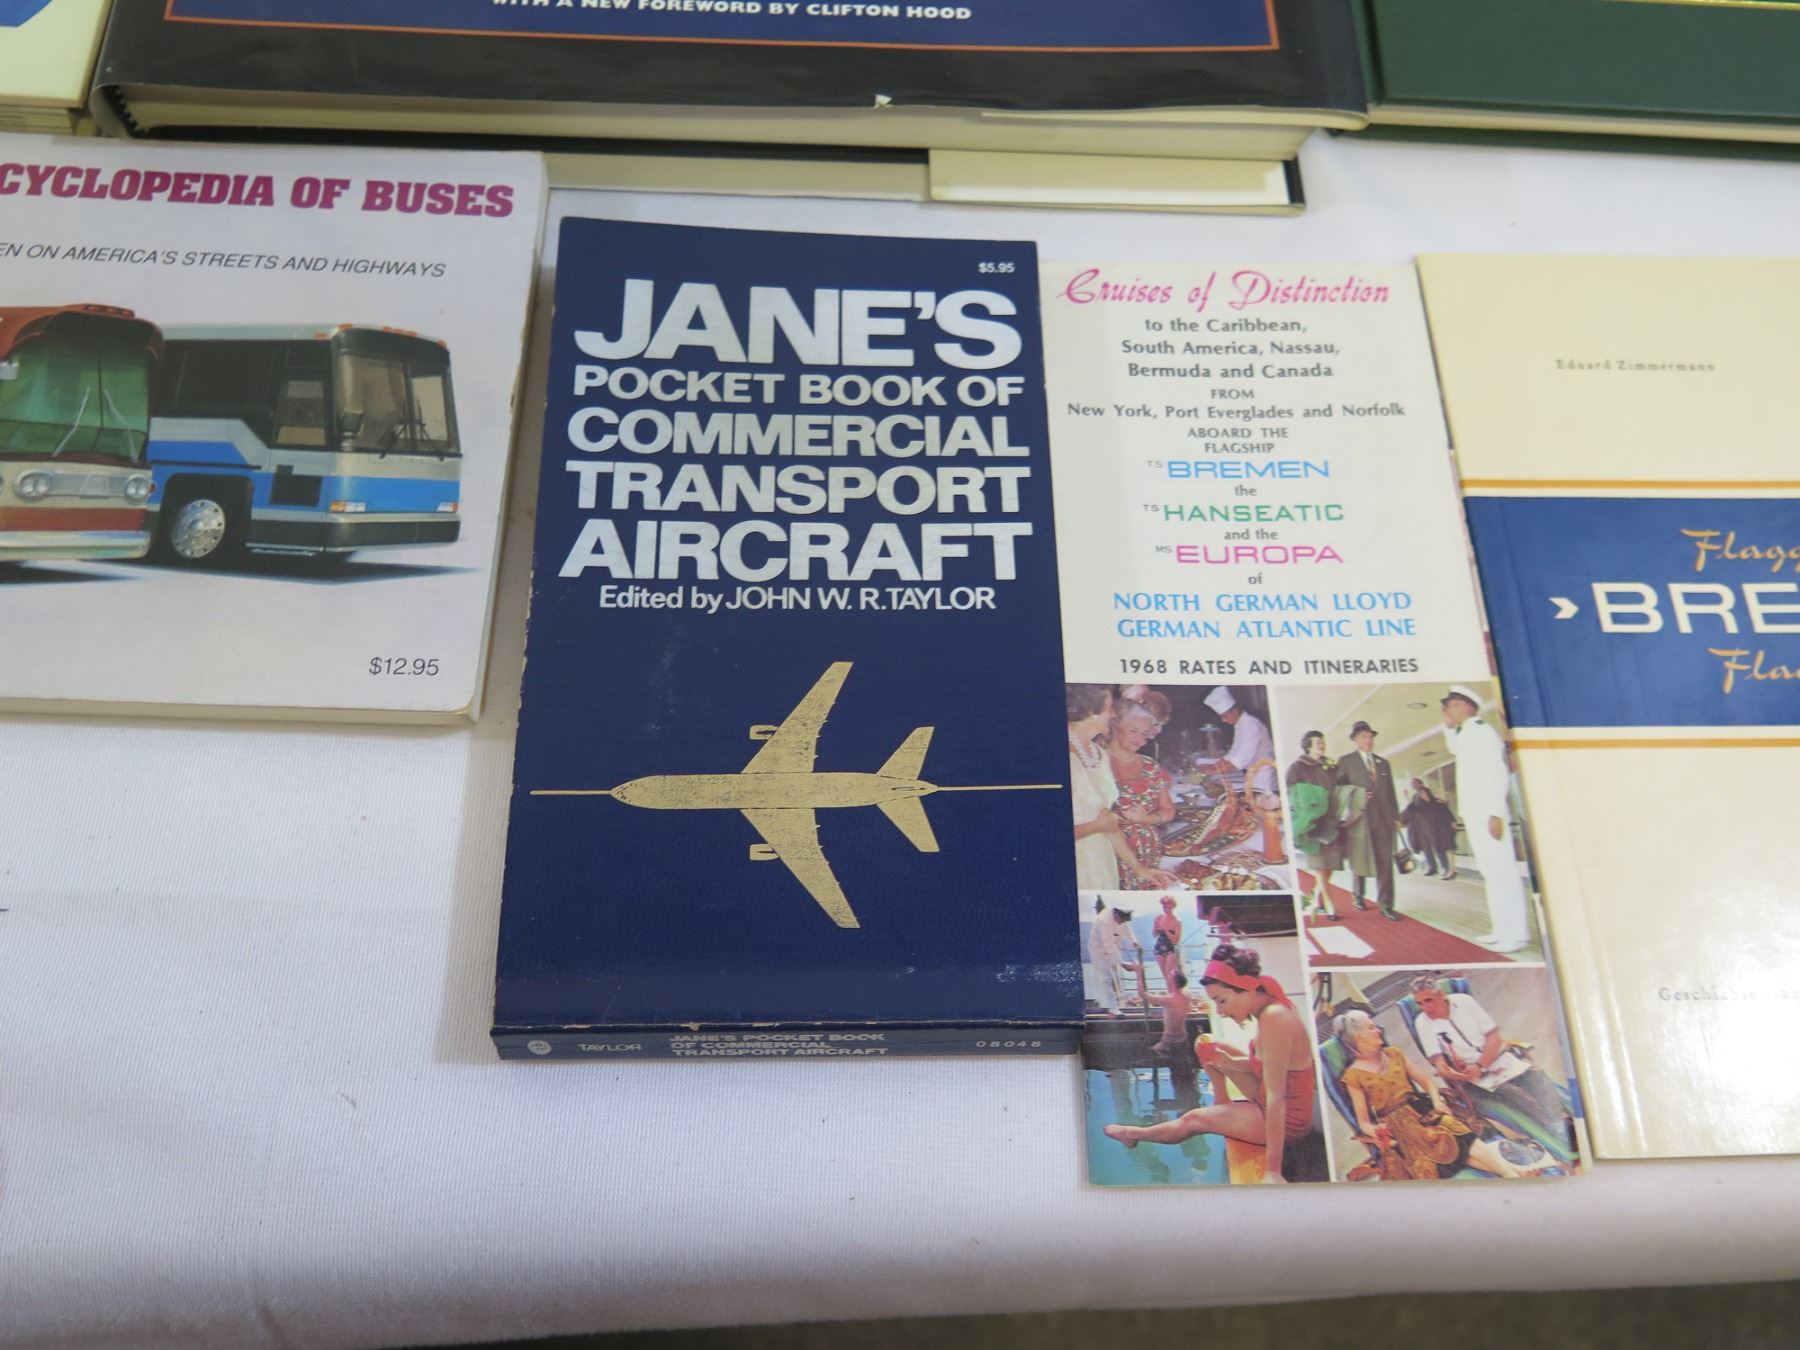 WITH A NEW FOREWORD BY CLIFTON HOOD
CYCLOPEDIA OF BUSES
EN ON AMERICA'S STREETS AND HIGHWAYS
$12.95
$5.95
JANE'S
POCKET BOOK OF
COMMERCIAL
TRANSPORT
AIRCRAFT
Edited by JOHN W. R. TAYLOR
TAYLOR
JANE'S POCKET BOOK
OF COMMERCIAL
TRANSPORT AIRCRAFT
08048
Cruises of Distinction
to the Caribbean,
South America, Nassau,
Bermuda and Canada
FROM
New York, Port Everglades and Norfolk
ABOARD THE
FLAGSHIP
TS BREMEN
the
TS HANSEATIC
and the
MS EUROPA
of
NORTH GERMAN LLOYD
GERMAN ATLANTIC LINE
1968 RATES AND ITINERARIES
Eduard Zimmermann
Flagg
BRE
Fla